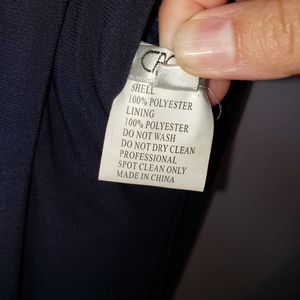 SHELL
100% POLYESTER
LINING
100% POLYESTER
DO NOT WASH
DO NOT DRY CLEAN
PROFESSIONAL
SPOT CLEAN ONLY
MADE IN CHINA